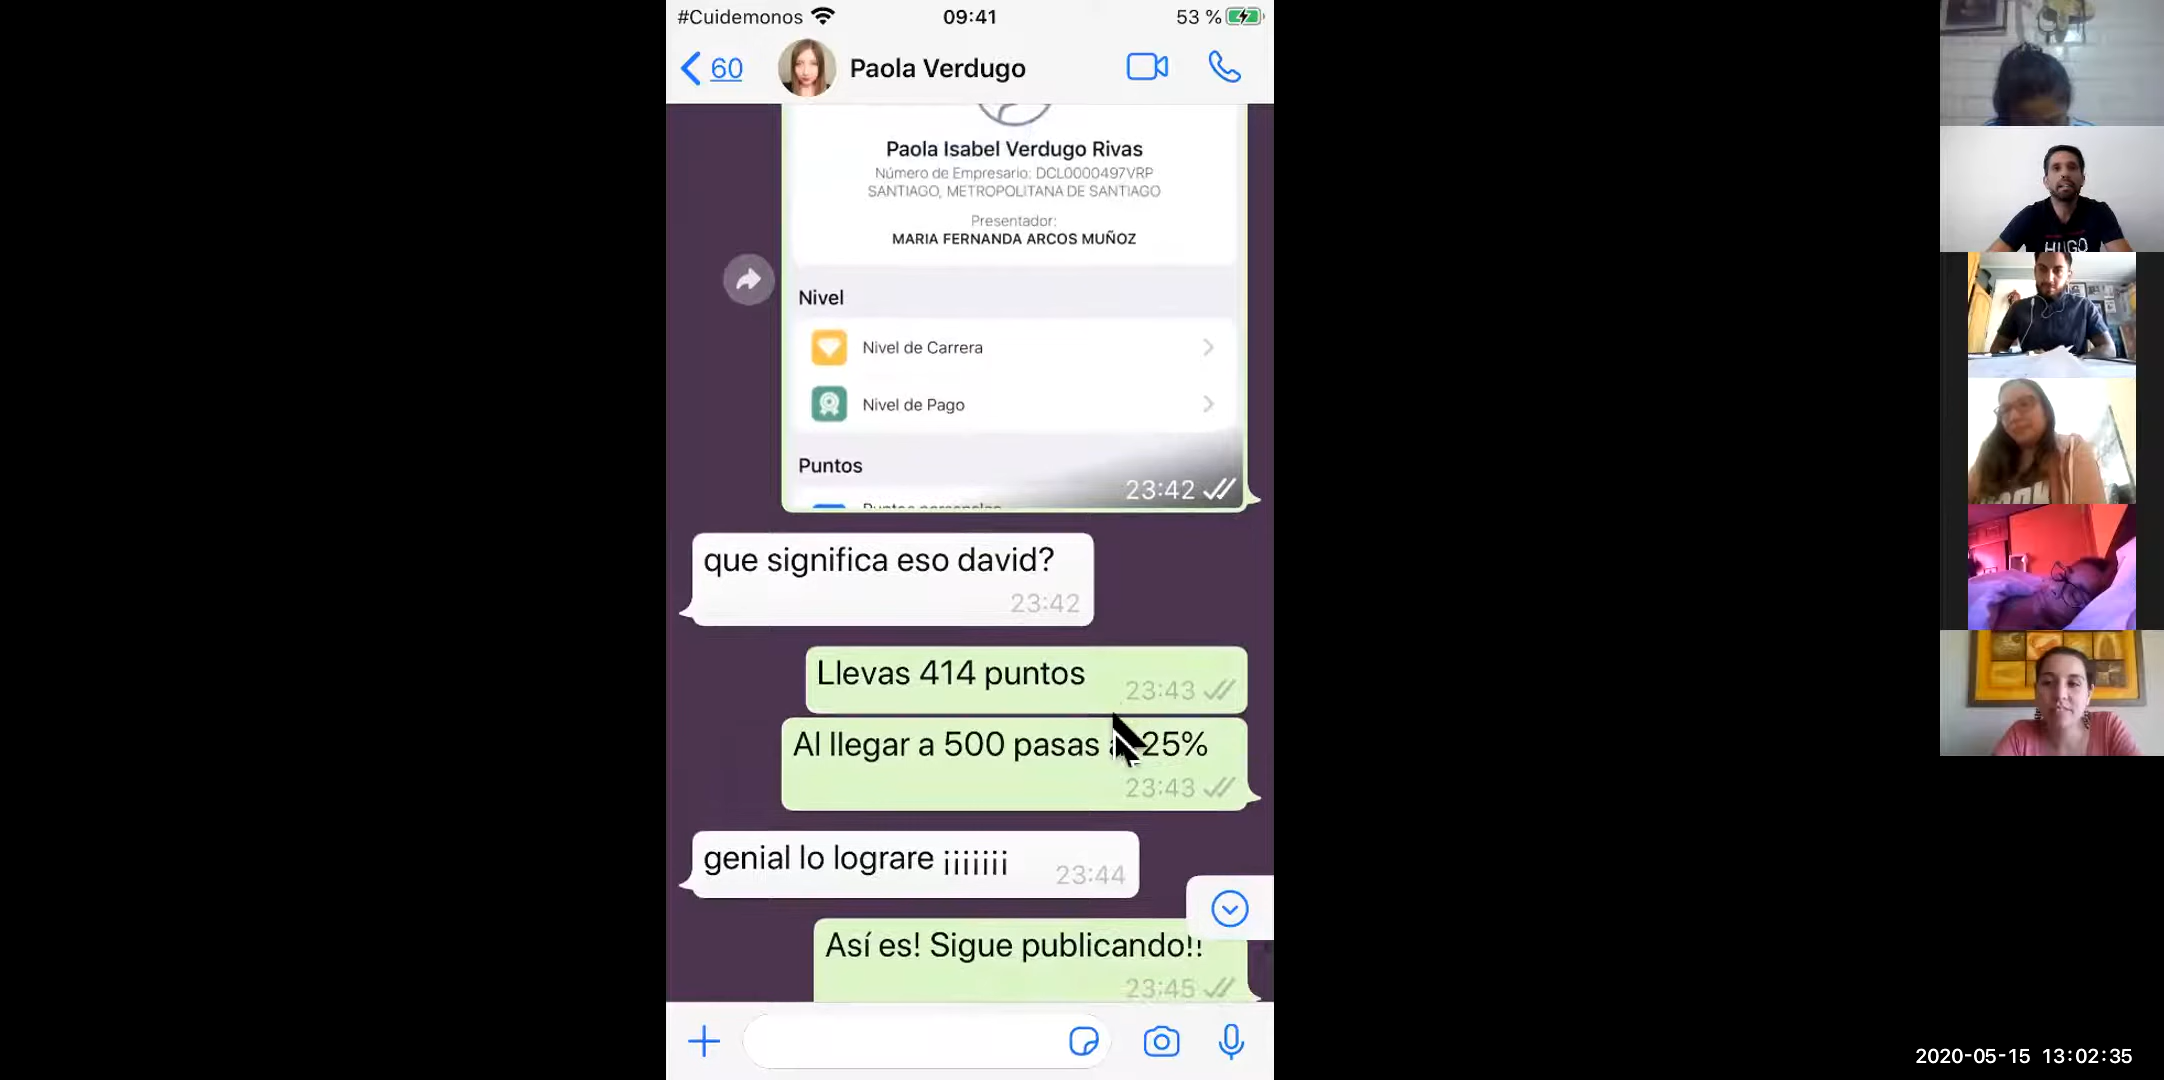 #Cuidemonos 09:41 53 %
60 Paola Verdugo
Paola Isabel Verdugo Rivas
Número de Empresario: DCL0000497VRP
SANTIAGO, METROPOLITANA DE SANTIAGO
Presentador:
MARIA FERNANDA ARCOS MUÑOZ
Nivel
Nivel de Carrera
Nivel de Pago
Puntos
Puntos personales
23:42
que significa eso david?
23:42
Llevas 414 puntos
23:43
Al llegar a 500 pasas 25%
23:43
genial lo lograre ¡¡¡¡¡¡¡
23:44
Así es! Sigue publicando!!
23:45
HUGO
2020-05-15 13:02:35